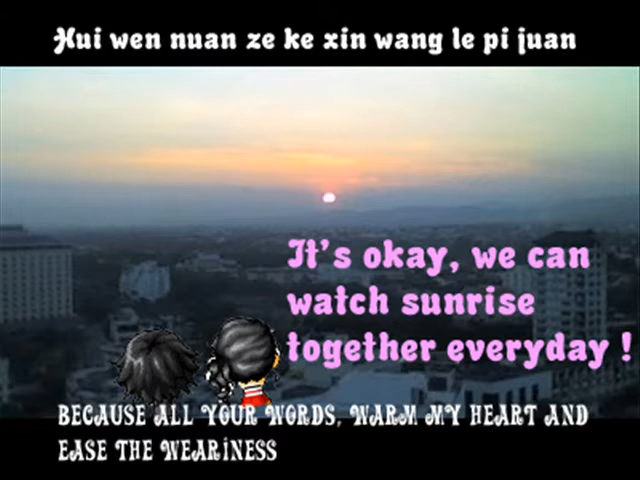 Hui wen nuan ze ke xin wang le pi juan
It's okay, we can
watch sunrise
together everyday !
BECAUSE ALL YOUR WORDS, WARM MY HEART AND
EASE THE WEARINESS